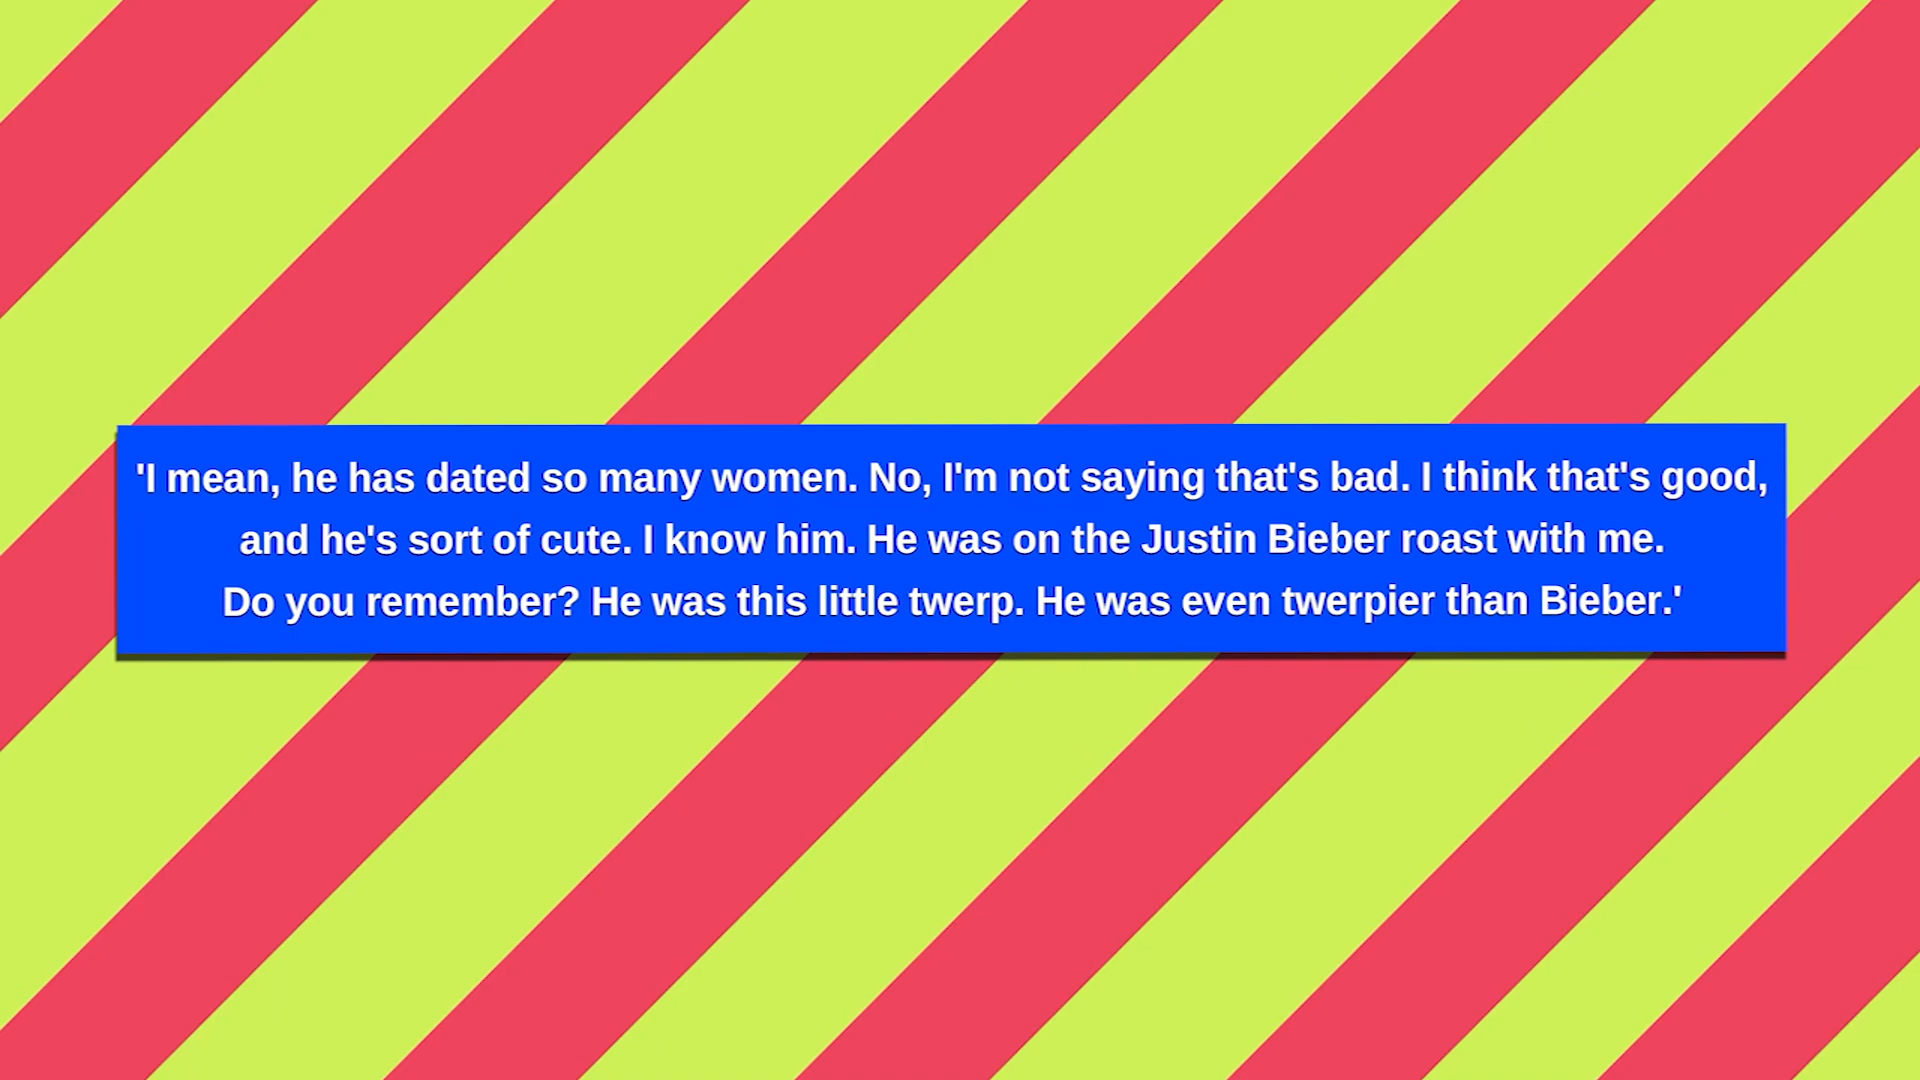 'I mean, he has dated so many women. No, I'm not saying that's bad. I think that's good,
and he's sort of cute. I know him. He was on the Justin Bieber roast with me.
Do you remember? He was this little twerp. He was even twerpier than Bieber.'